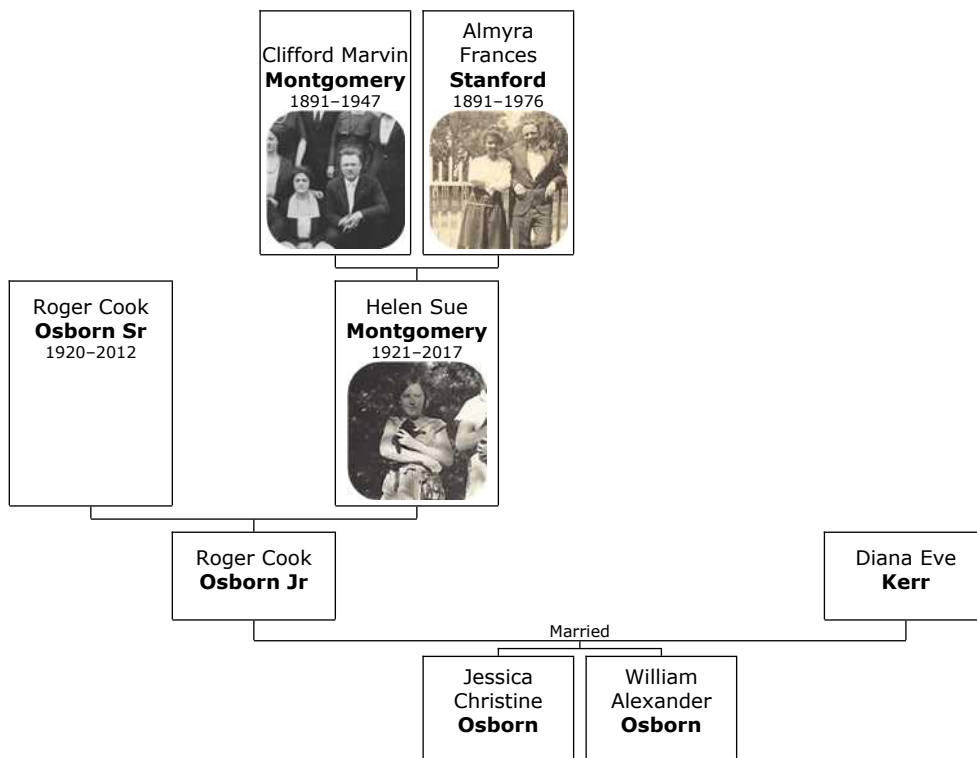 Clifford Marvin
Montgomery
1891–1947
Almyra
Frances
Stanford
1891–1976
Roger Cook
Osborn Sr
1920–2012
Helen Sue
Montgomery
1921–2017
Roger Cook
Osborn Jr
Diana Eve
Kerr
Married
Jessica
Christine
Osborn
William
Alexander
Osborn